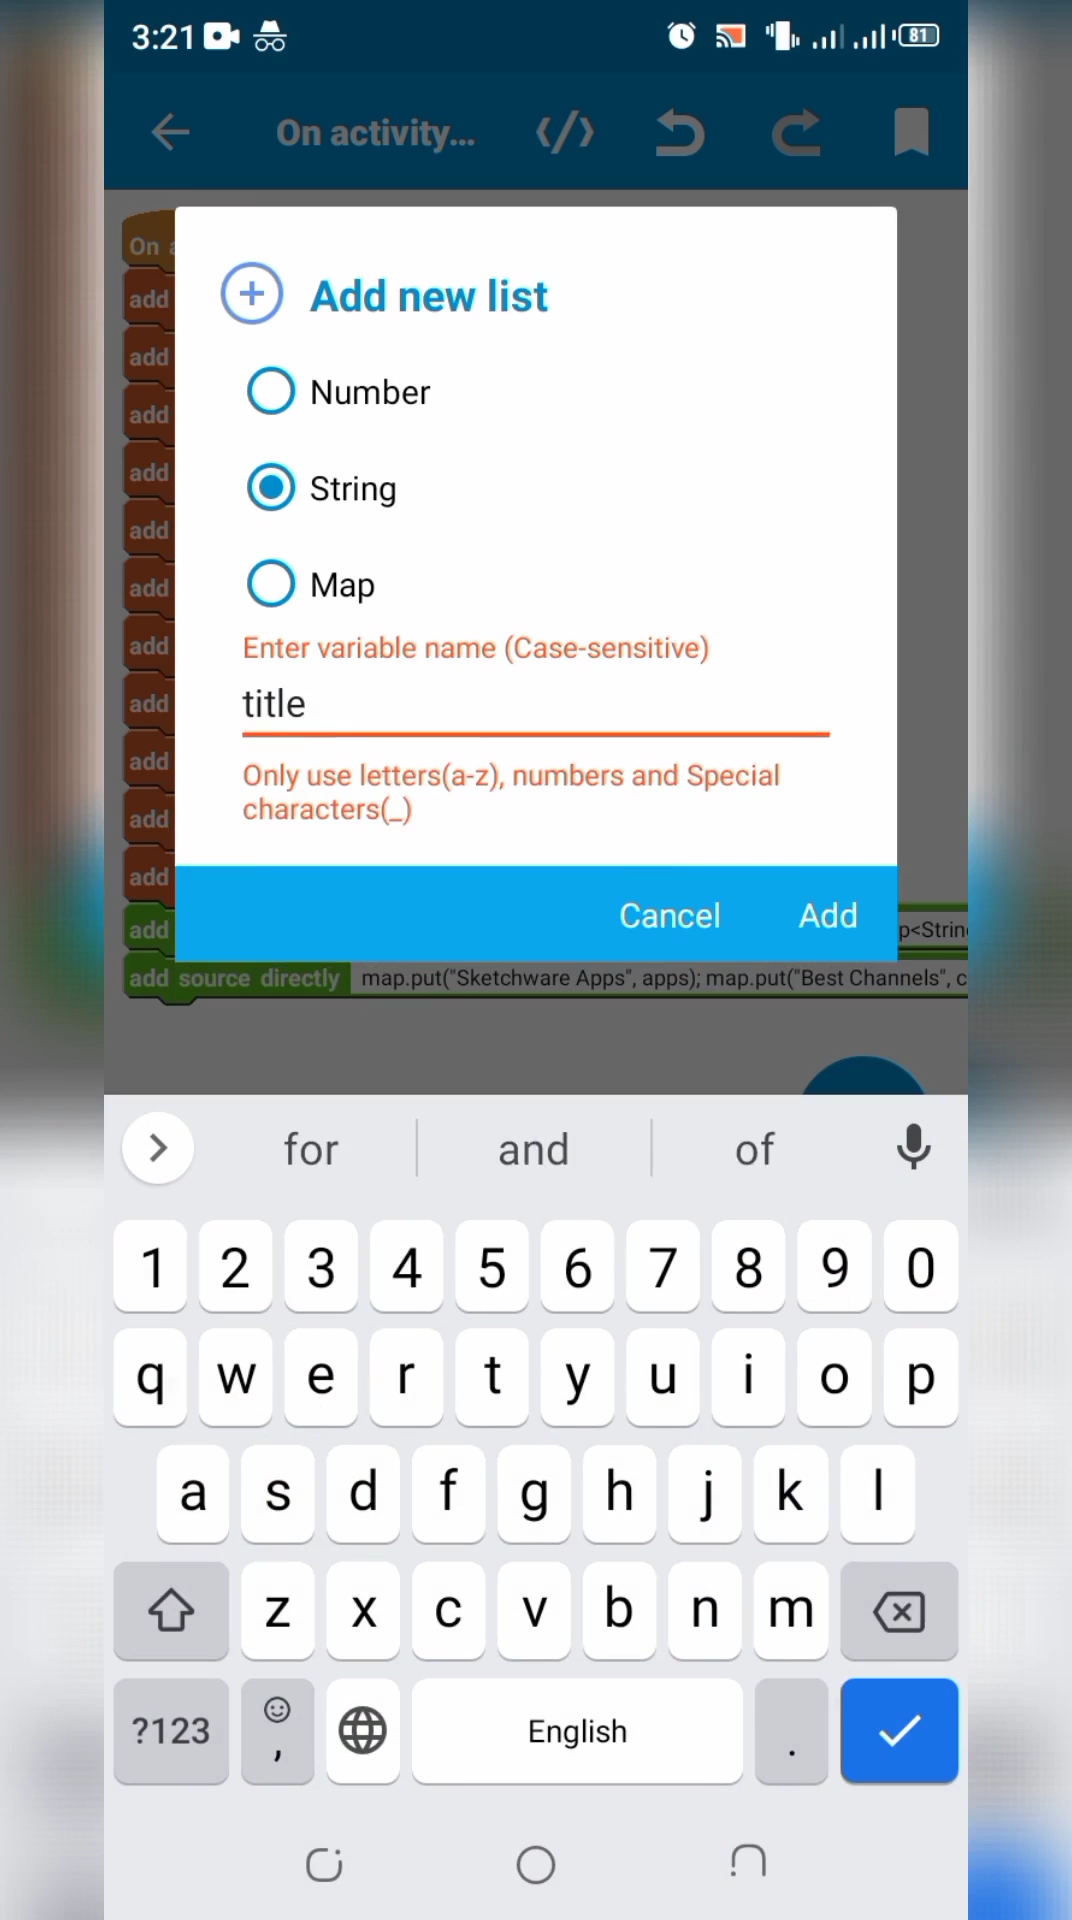 3:21 81
On activity...
On a
add
add
add
add
add
add
add
add
add
add
add
add p<Strin
add source directly map.put("Sketchware Apps", apps); map.put("Best Channels", c
Add new list
Number
String
Map
Enter variable name (Case-sensitive)
title
Only use letters(a-z), numbers and Special
characters(_)
Cancel Add
for and of
1 2 3 4 5 6 7 8 9 0
q w e r t y u i o p
a s d f g h j k l
z x c v b n m
?123 , English .